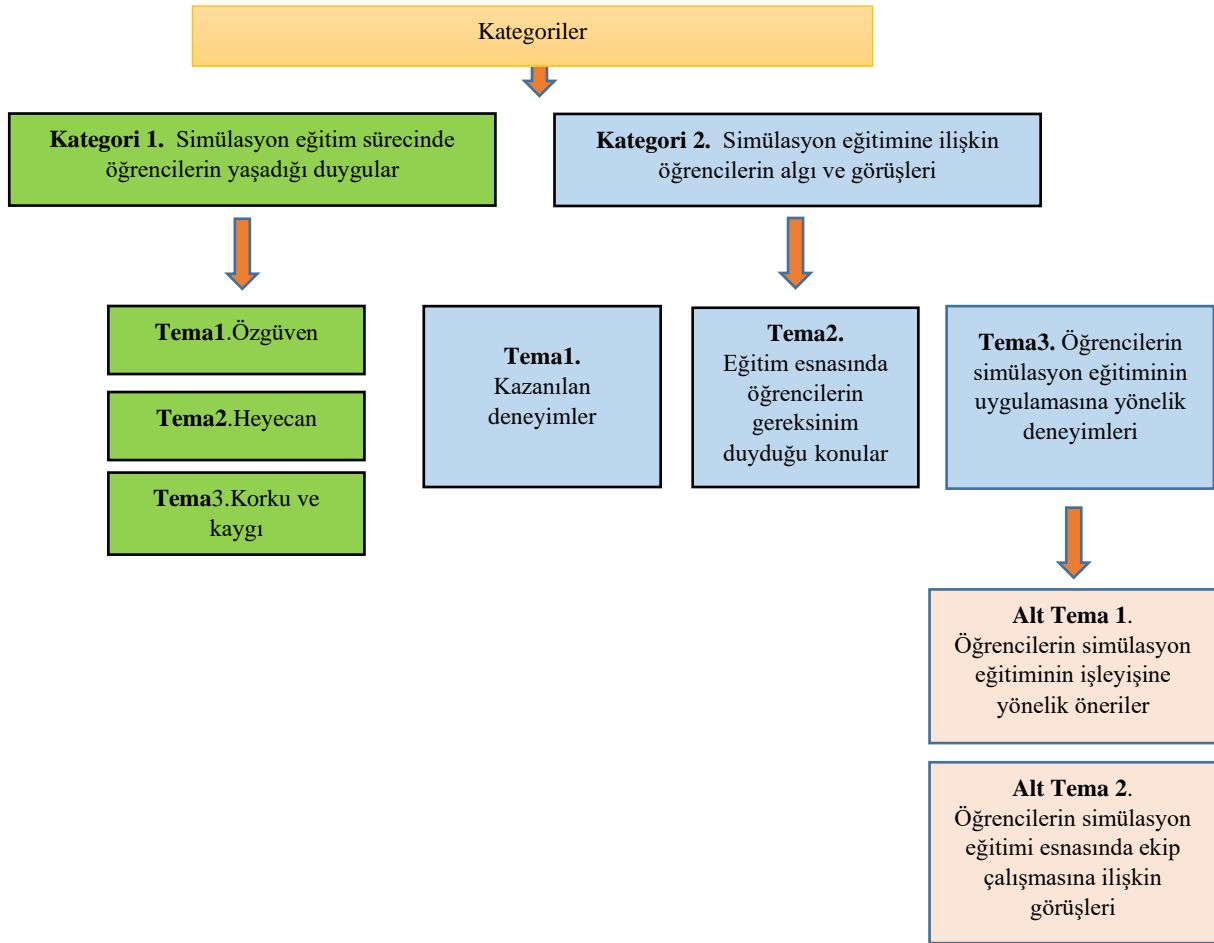 Kategoriler
Kategori 1. Simülasyon eğitim sürecinde
öğrencilerin yaşadığı duygular
Kategori 2. Simülasyon eğitimine ilişkin
öğrencilerin algı ve görüşleri
Tema1.Özgüven
Tema2.Heyecan
Tema3.Korku ve
kaygı
Tema1.
Kazanılan
deneyimler
Tema2.
Eğitim esnasında
öğrencilerin
gereksinim
duyduğu konular
Tema3. Öğrencilerin
simülasyon eğitiminin
uygulamasına yönelik
deneyimleri
Alt Tema 1.
Öğrencilerin simülasyon
eğitiminin işleyişine
yönelik öneriler
Alt Tema 2.
Öğrencilerin simülasyon
eğitimi esnasında ekip
çalışmasına ilişkin
görüşleri